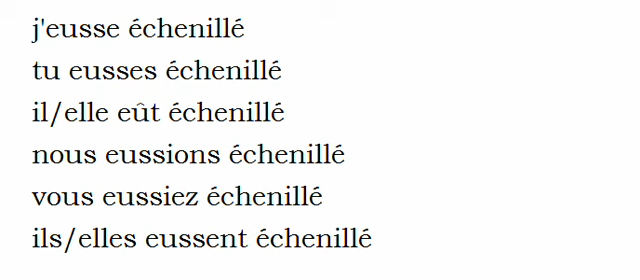 j'eusse échenillé
tu eusses échenillé
il/elle eût échenillé
nous eussions échenillé
vous eussiez échenillé
ils/elles eussent échenillé